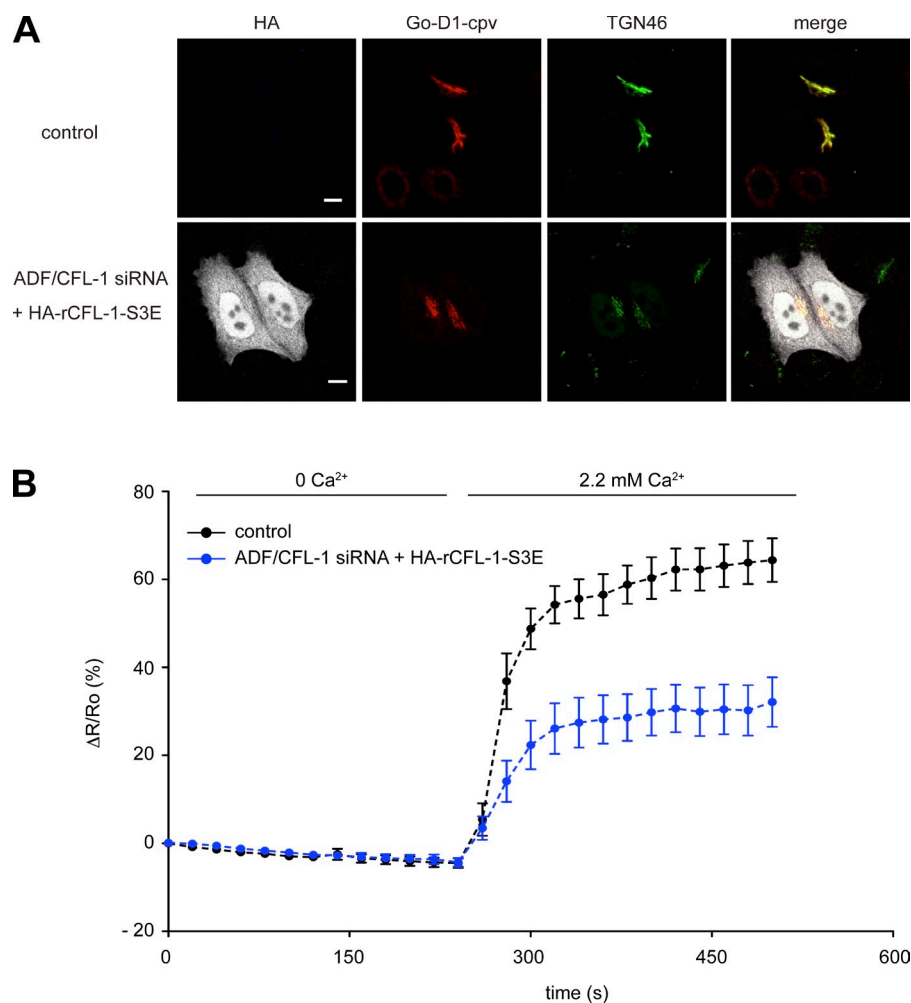 A
HA
Go-D1-cpv
TGN46
merge
control
ADF/CFL-1 siRNA
+ HA-rCFL-1-S3E
B
0 Ca²⁺
2.2 mM Ca²⁺
80
control
ADF/CFL-1 siRNA + HA-rCFL-1-S3E
60
40
20
0
- 20
ΔR/Ro (%)
0
150
300
450
600
time (s)